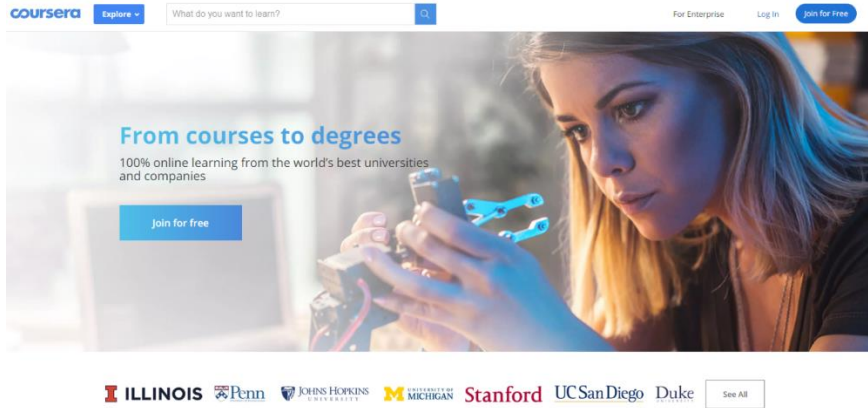 coursera Explore What do you want to learn? For Enterprise Log In Join for Free
From courses to degrees
100% online learning from the world's best universities
and companies
Join for free
I ILLINOIS Penn JOHNS HOPKINS UNIVERSITY M UNIVERSITY OF MICHIGAN Stanford UC San Diego Duke UNIVERSITY See All